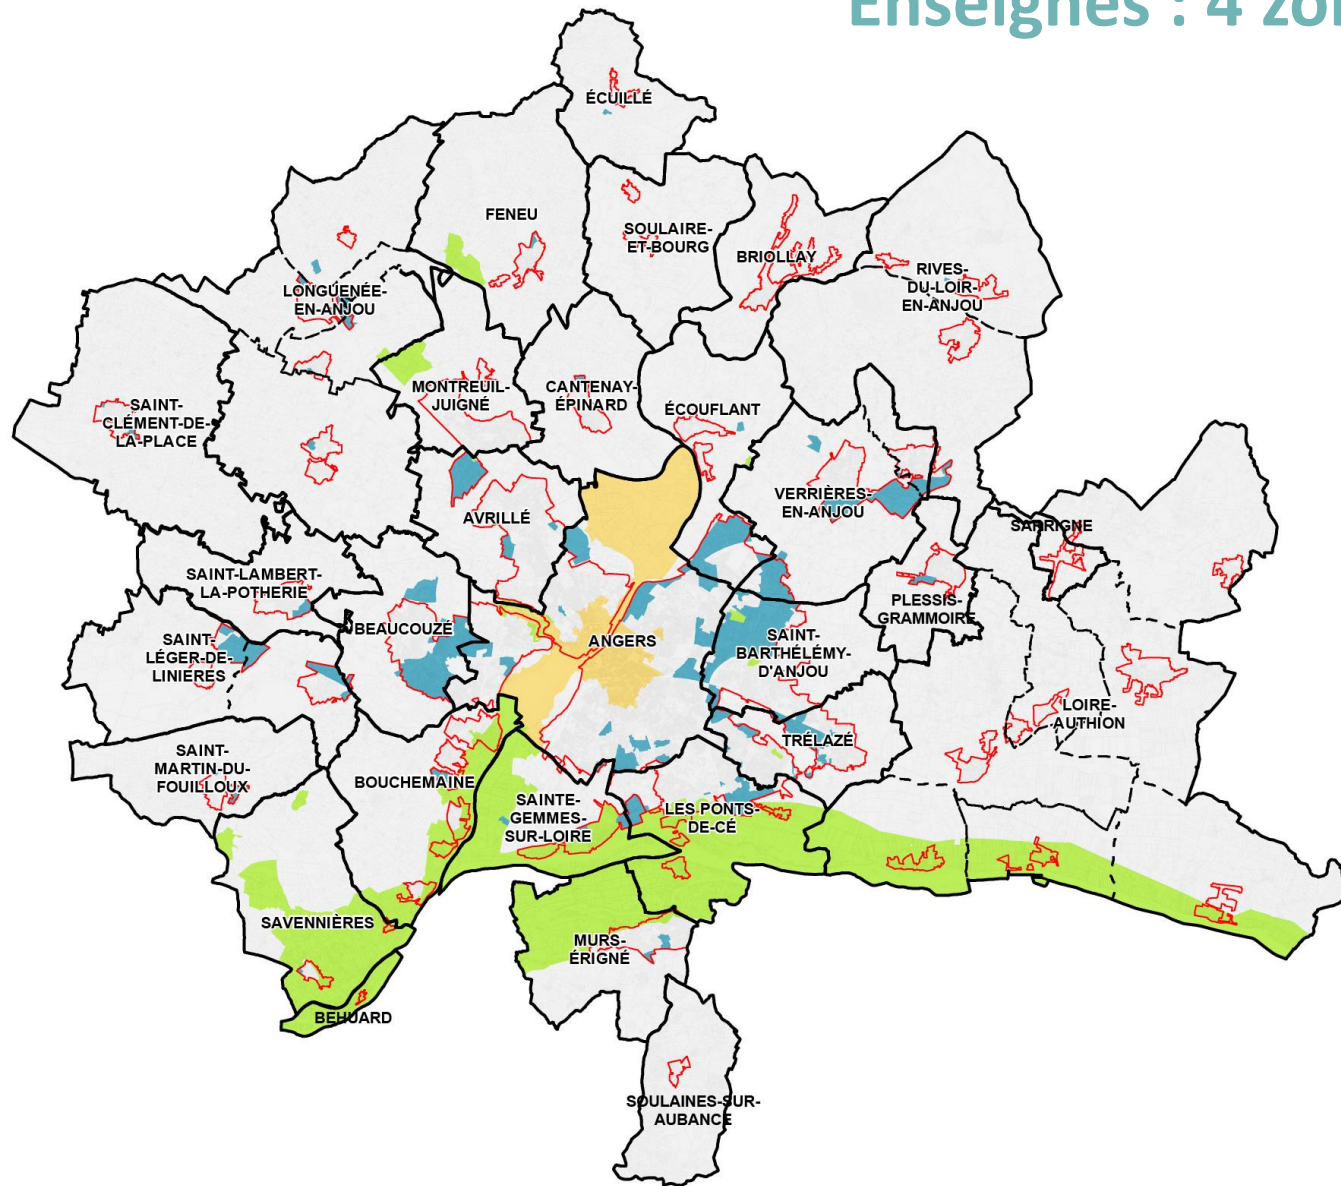 Enseignes : 4 zo
ÉCUILLÉ
FENEU
SOULAIRE-
ET-BOURG
BRIOLLAY
RIVES-
DU-LOIR-
EN-ANJOU
LONGUENÉE-
EN-ANJOU
SAINT-
CLÉMENT-DE-
LA-PLACE
MONTREUIL-
JUIGNÉ
CANTENAY-
ÉPINARD
ÉCOUFLANT
AVRILLÉ
VERRIÈRES-
EN-ANJOU
SARRIGNE
SAINT-LAMBERT-
LA-POTHERIE
PLESSIS-
GRAMMOIRE
SAINT-
LÉGER-DE-
LINIÈRES
BEAUCOUZÉ
ANGERS
SAINT-
BARTHÉLÉMY-
D'ANJOU
LOIRE-
AUTHION
TRÉLAZÉ
SAINT-
MARTIN-DU-
FOUILLOUX
BOUCHEMAINE
SAINTE-
GEMMES-
SUR-LOIRE
LES PONTS-
DE-CÉ
SAVENNIÈRES
MURS-
ÉRIGNÉ
BEHUARD
SOULAINES-SUR-
AUBANCE